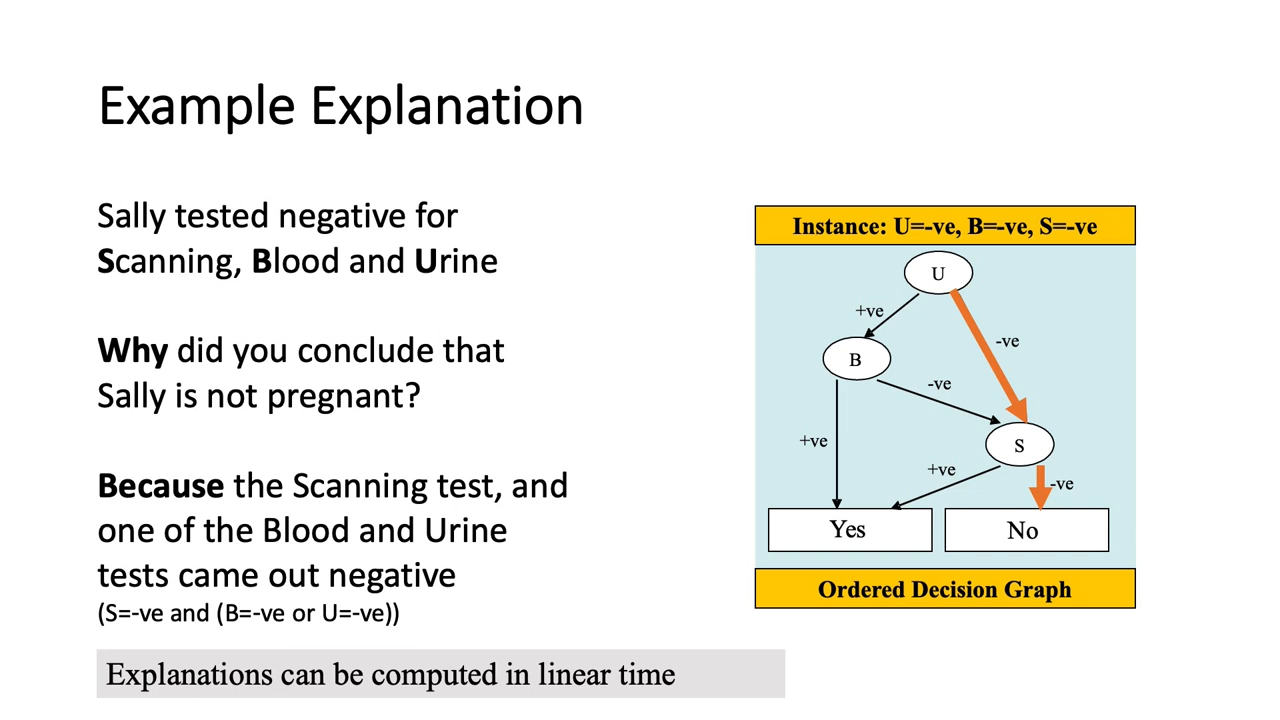 Example Explanation
Sally tested negative for
Scanning, Blood and Urine
Why did you conclude that
Sally is not pregnant?
Because the Scanning test, and
one of the Blood and Urine
tests came out negative
(S=-ve and (B=-ve or U=-ve))
Explanations can be computed in linear time
Instance: U=-ve, B=-ve, S=-ve
U
+ve
-ve
B
-ve
+ve
S
+ve
-ve
Yes
No
Ordered Decision Graph